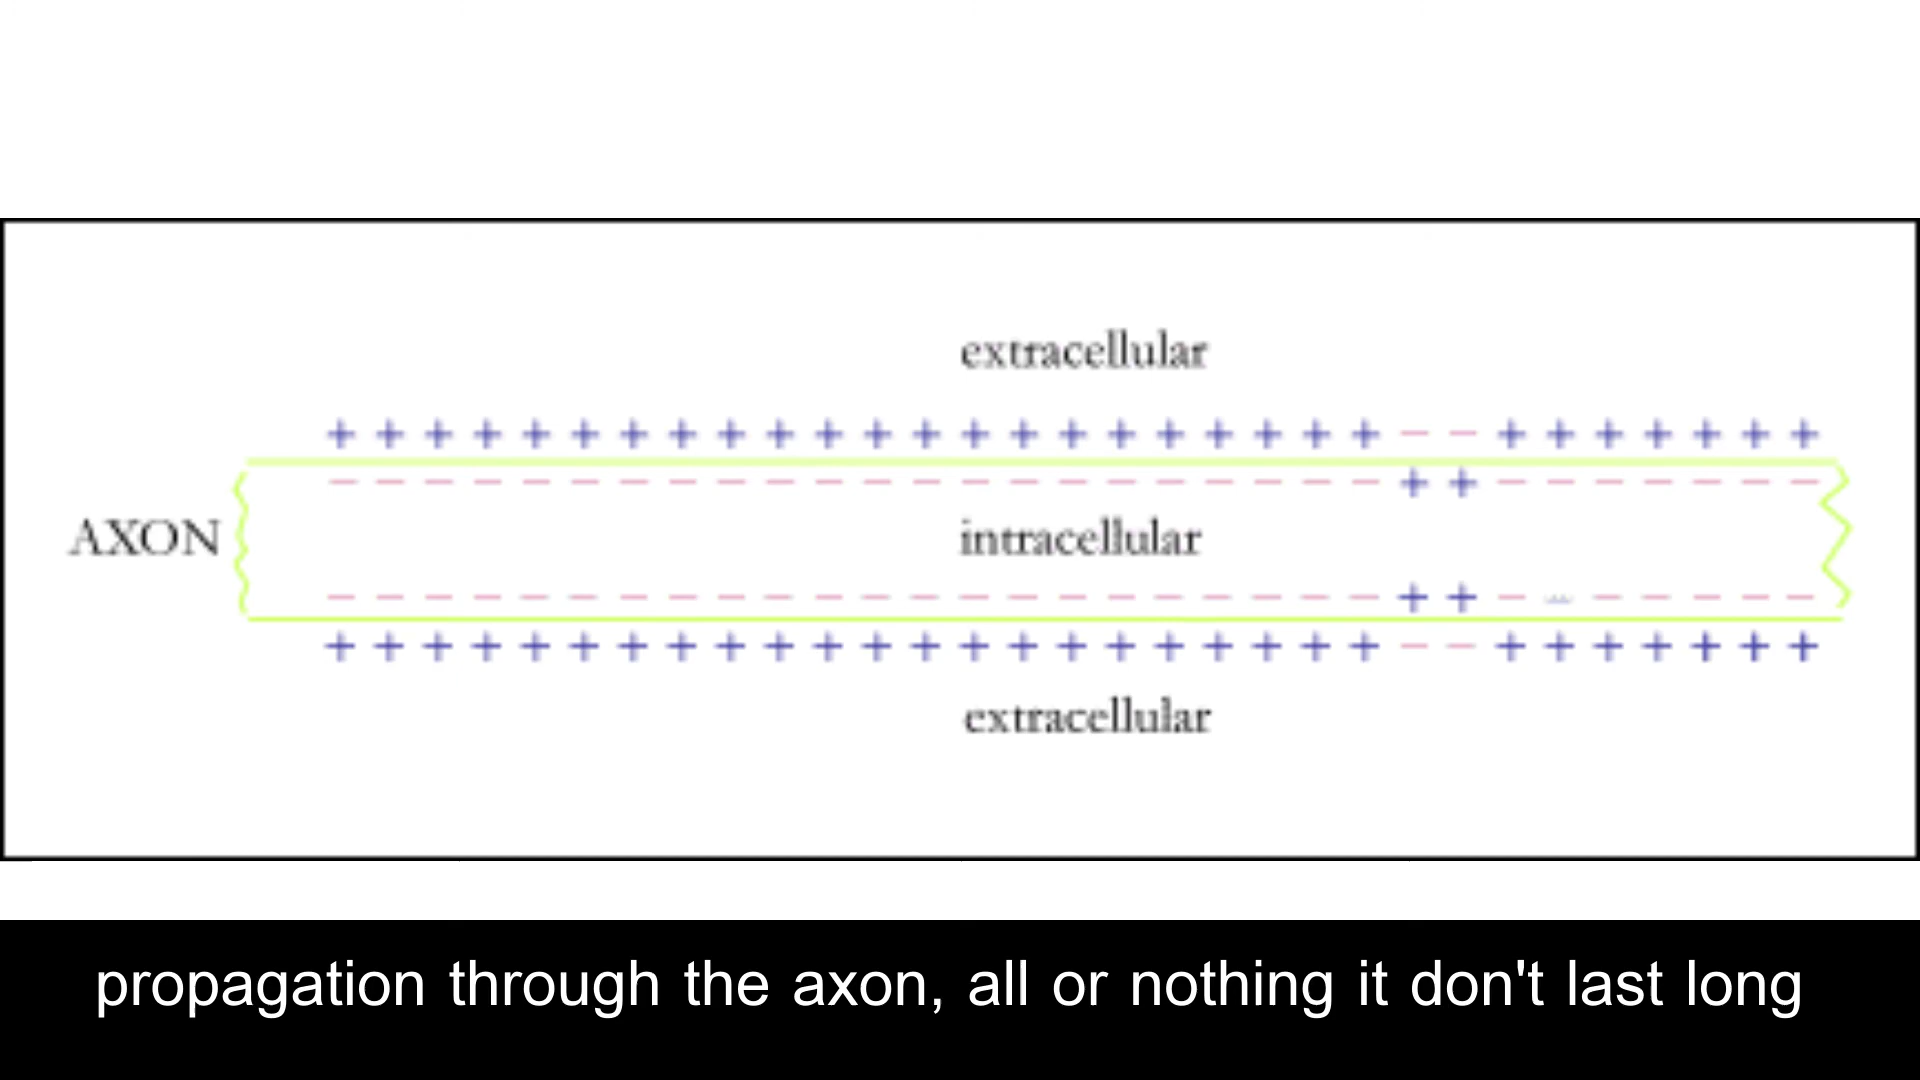 extracellular
+ + + + + + + + + + + + + + + + + + + + + + − − + + + + + + +
− − − − − − − − − − − − − − − − − − − − − − + + − − − − − − −
AXON intracellular
− − − − − − − − − − − − − − − − − − − − − − + + − − − − − − −
+ + + + + + + + + + + + + + + + + + + + + + − − + + + + + + +
extracellular
propagation through the axon, all or nothing it don't last long